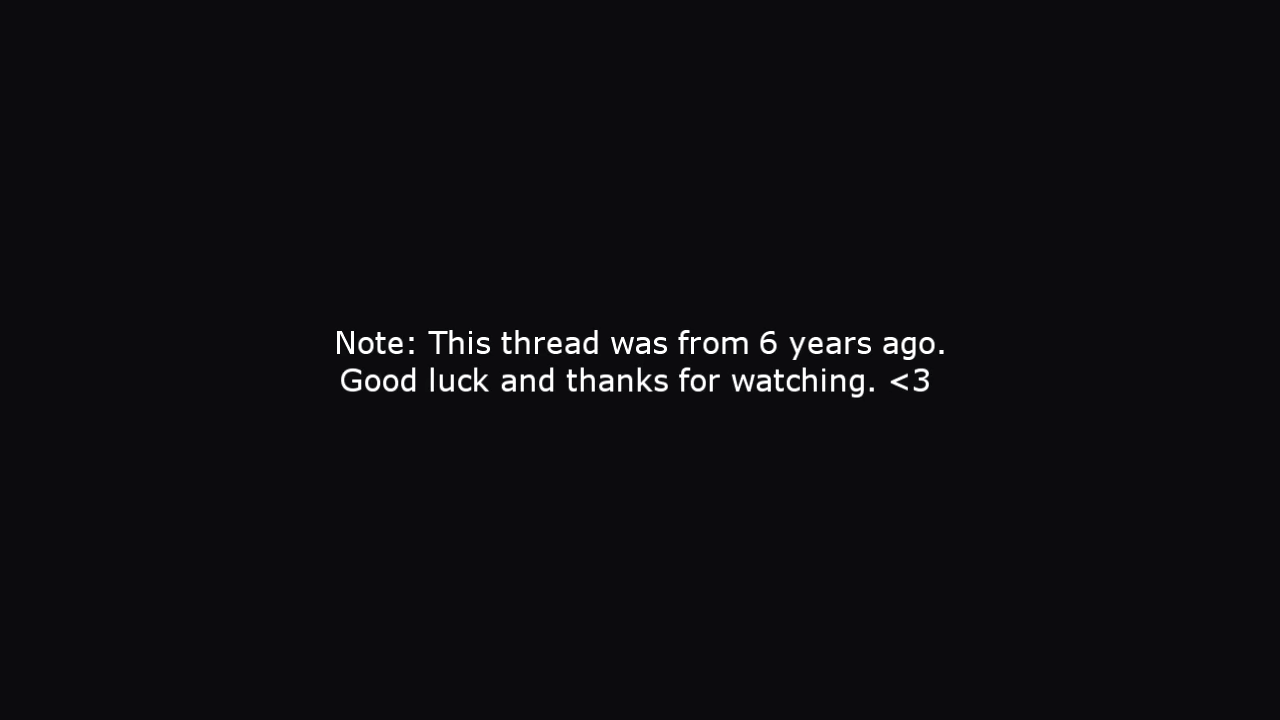 Note: This thread was from 6 years ago.
Good luck and thanks for watching. <3